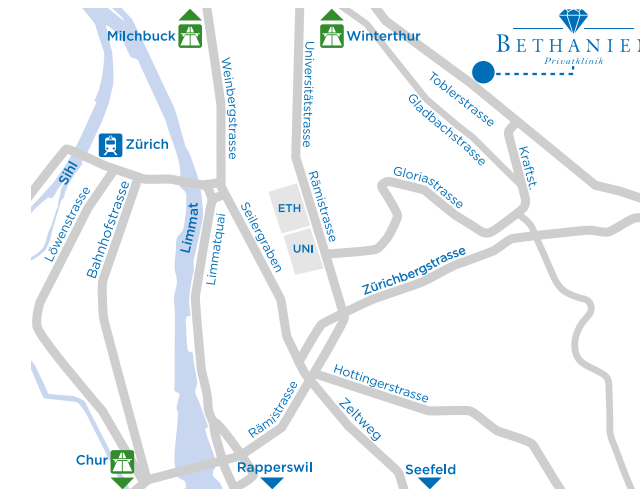 Milchbuck
Winterthur
BETHANIEN
Privatklinik
Weinbergstrasse
Universitätstrasse
Toblerstrasse
Gladbachstrasse
Kraftst.
Zürich
Sihl
Gloriastrasse
Rämistrasse
Löwenstrasse
Bahnhofstrasse
Limmat
Limmatquai
Seilergraben
ETH
UNI
Zürichbergstrasse
Hottingerstrasse
Rämistrasse
Zeltweg
Chur
Rapperswil
Seefeld